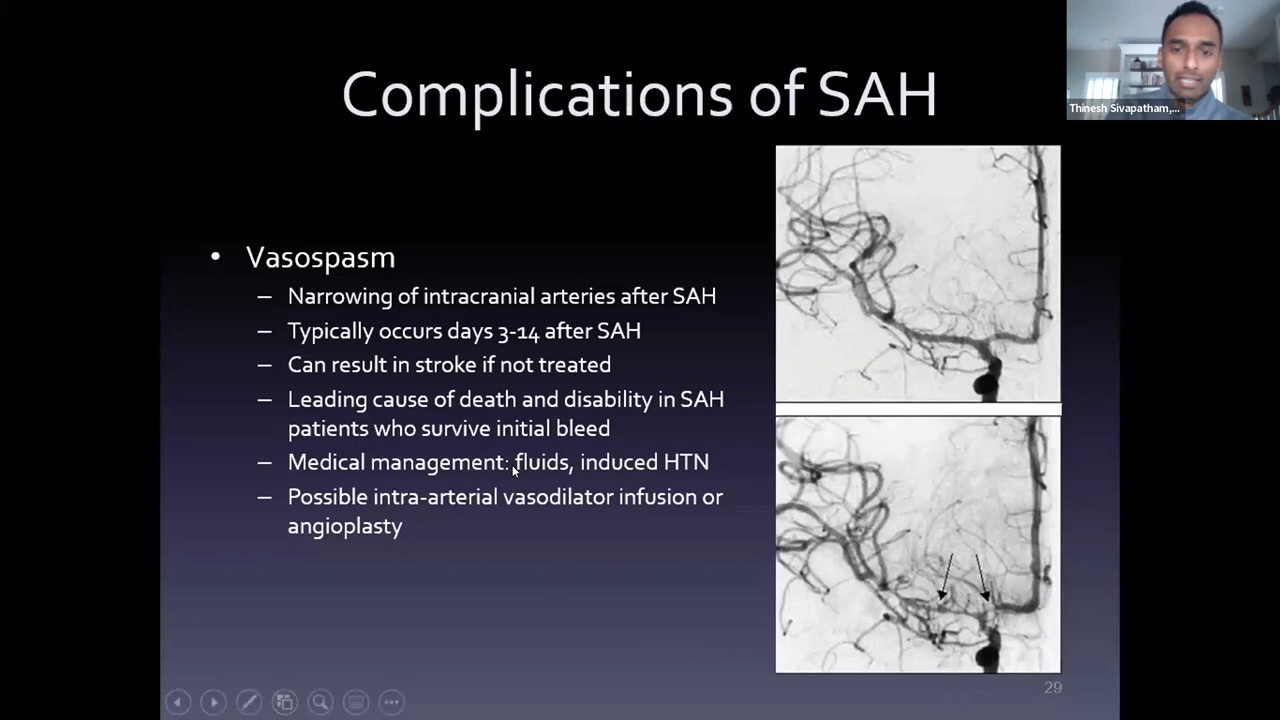 Complications of SAH
Thinesh Sivapatham,...
• Vasospasm
– Narrowing of intracranial arteries after SAH
– Typically occurs days 3-14 after SAH
– Can result in stroke if not treated
– Leading cause of death and disability in SAH
patients who survive initial bleed
– Medical management: fluids, induced HTN
– Possible intra-arterial vasodilator infusion or
angioplasty
29